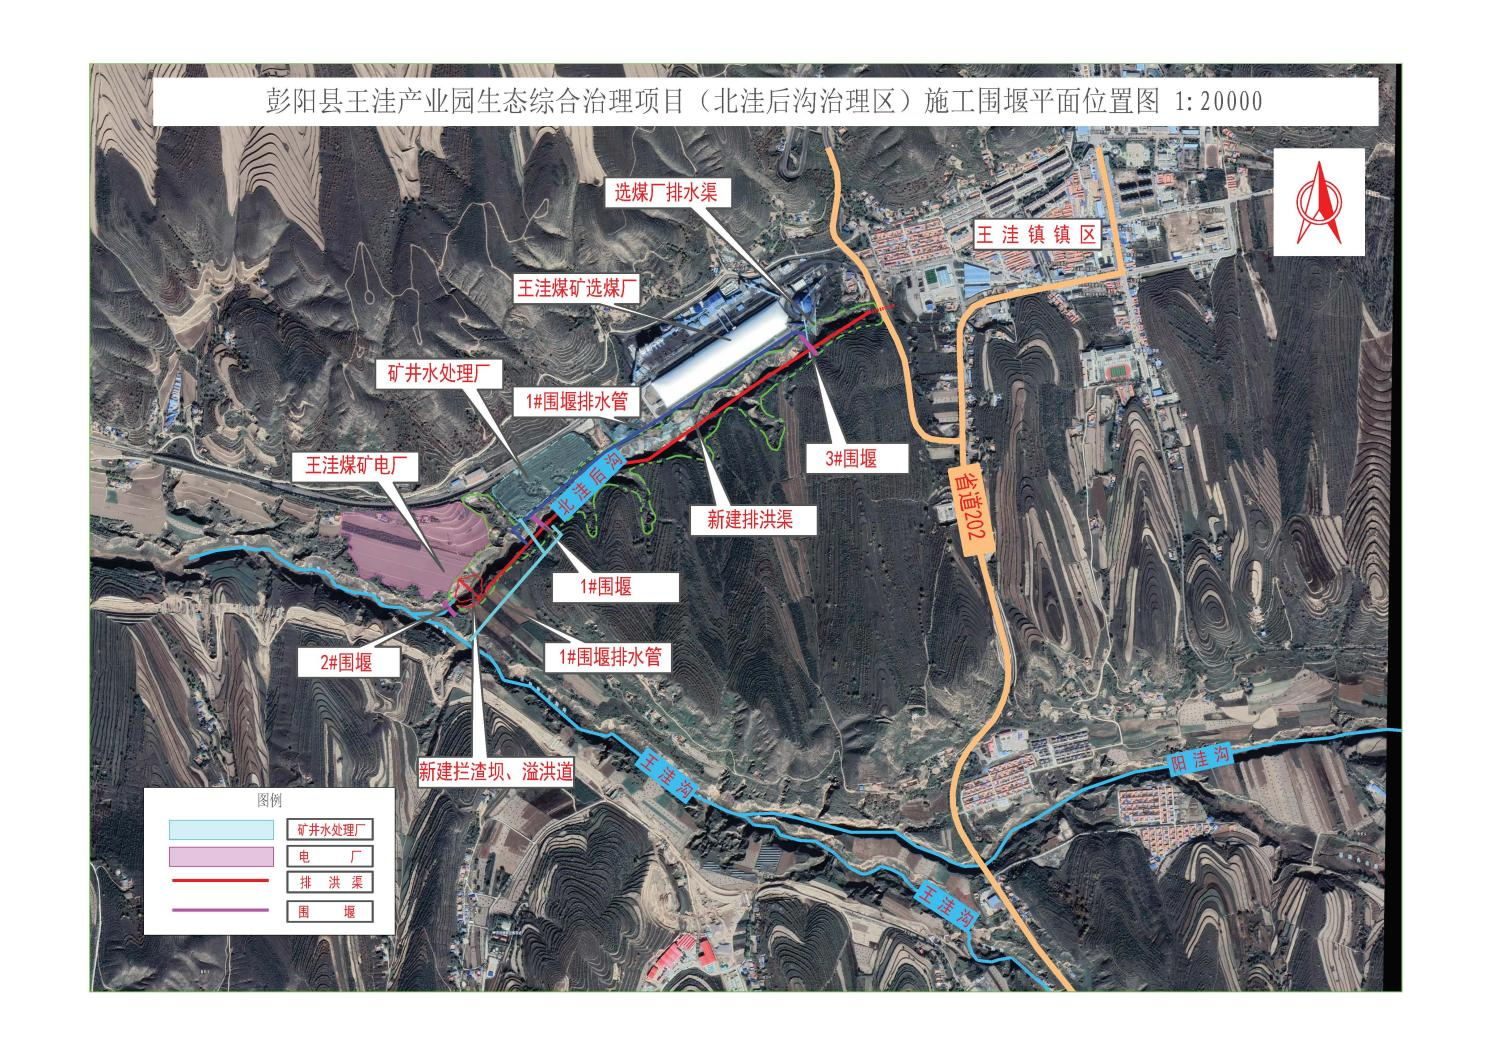 彭阳县王洼产业园生态综合治理项目（北洼后沟治理区）施工围堰平面位置图 1:20000
选煤厂排水渠
王洼镇镇区
王洼煤矿选煤厂
矿井水处理厂
1#围堰排水管
3#围堰
王洼煤矿电厂
北洼后沟
新建排洪渠
省道202
1#围堰
1#围堰排水管
2#围堰
新建拦渣坝、溢洪道
王洼沟
阳洼沟
王洼沟
图例
矿井水处理厂
电厂
排洪渠
围堰